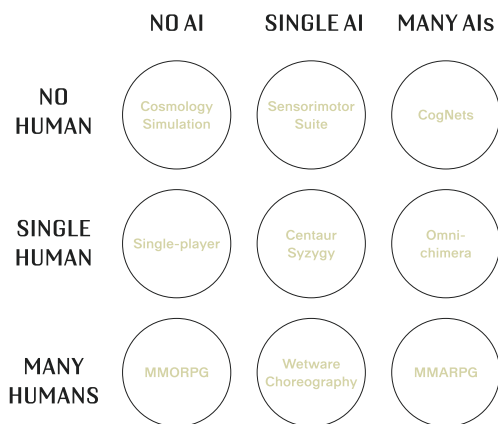 NO AI SINGLE AI MANY AIs
NO
HUMAN
Cosmology
Simulation
Sensorimotor
Suite
CogNets
SINGLE
HUMAN
Single-player
Centaur
Syzygy
Omni-
chimera
MANY
HUMANS
MMORPG
Wetware
Choreography
MMARPG